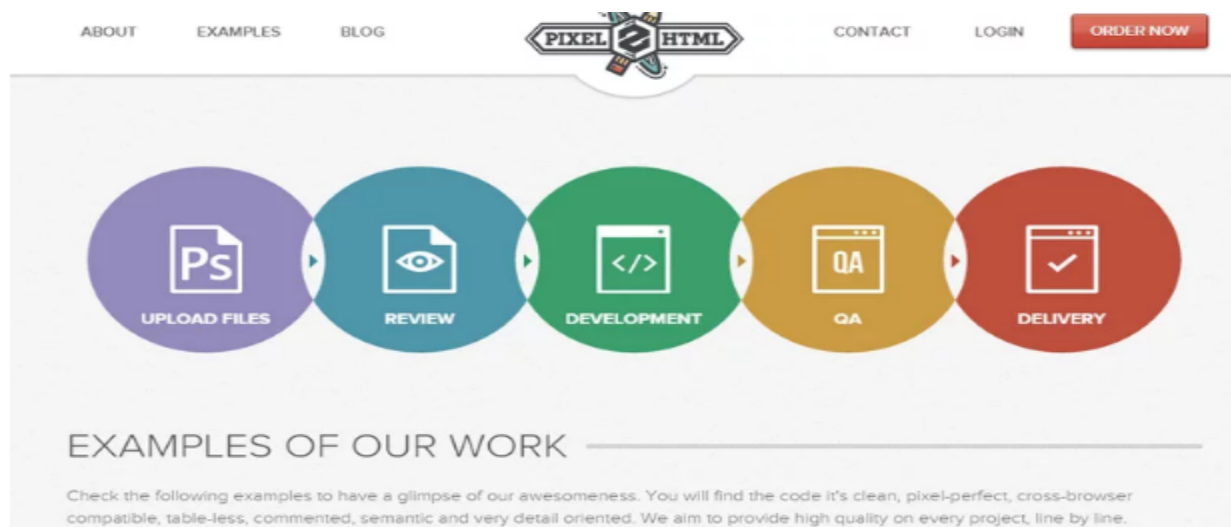 ABOUT EXAMPLES BLOG PIXEL 2 HTML CONTACT LOGIN ORDER NOW
Ps </> QA
UPLOAD FILES REVIEW DEVELOPMENT QA DELIVERY
EXAMPLES OF OUR WORK
Check the following examples to have a glimpse of our awesomeness. You will find the code it's clean, pixel-perfect, cross-browser
compatible, table-less, commented, semantic and very detail oriented. We aim to provide high quality on every project, line by line.